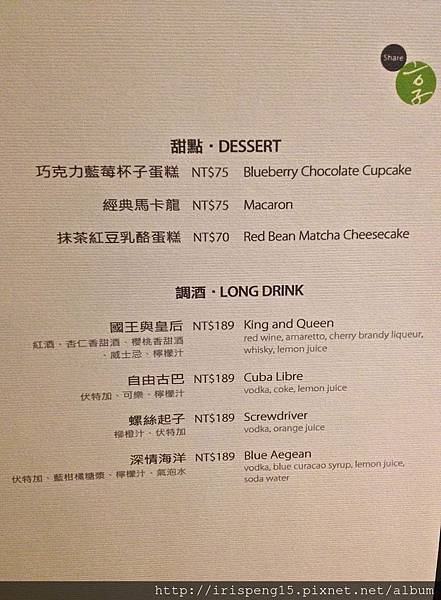 Share
享
甜點・DESSERT
巧克力藍莓杯子蛋糕 NT$75 Blueberry Chocolate Cupcake
經典馬卡龍 NT$75 Macaron
抹茶紅豆乳酪蛋糕 NT$70 Red Bean Matcha Cheesecake
調酒・LONG DRINK
國王與皇后 NT$189 King and Queen
紅酒、杏仁香甜酒、櫻桃香甜酒 red wine, amaretto, cherry brandy liqueur,
、威士忌、檸檬汁 whisky, lemon juice
自由古巴 NT$189 Cuba Libre
伏特加、可樂、檸檬汁 vodka, coke, lemon juice
螺絲起子 NT$189 Screwdriver
柳橙汁、伏特加 vodka, orange juice
深情海洋 NT$189 Blue Aegean
伏特加、藍柑橘糖漿、檸檬汁、氣泡水 vodka, blue curacao syrup, lemon juice,
soda water
http://irispeng15.pixnet.net/album